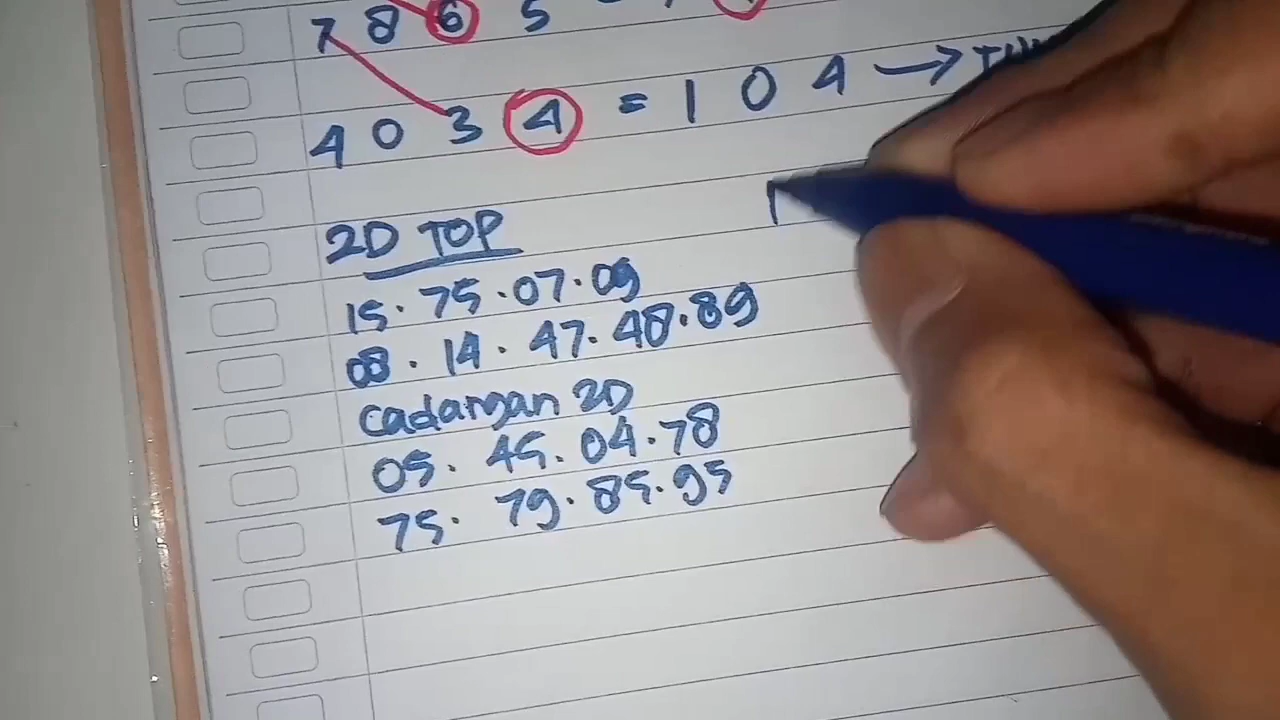 7 8 6 5
4 0 3 4 = 1 0 4 →
2D TOP
15. 75. 07. 09
08. 14. 47. 48. 89
Cadangan 2D
05. 45. 04. 78
75. 79. 85. 95